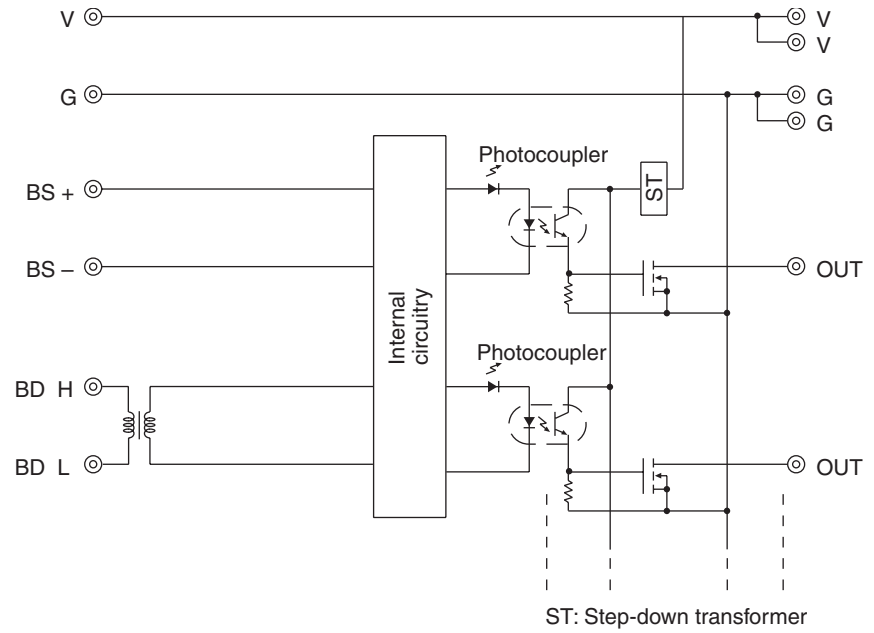 V
V
V
G
G
G
Photocoupler
BS +
ST
BS –
OUT
Internal
circuitry
Photocoupler
BD H
BD L
OUT
ST: Step-down transformer